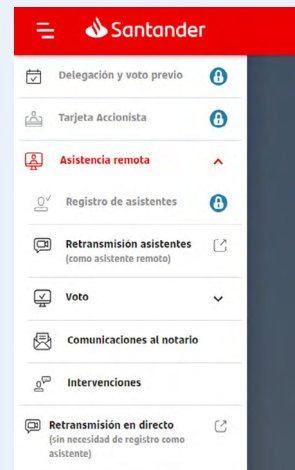 Santander
Delegación y voto previo
Tarjeta Accionista
Asistencia remota
Registro de asistentes
Retransmisión asistentes
(como asistente remoto)
Voto
Comunicaciones al notario
Intervenciones
Retransmisión en directo
(sin necesidad de registro como
asistente)